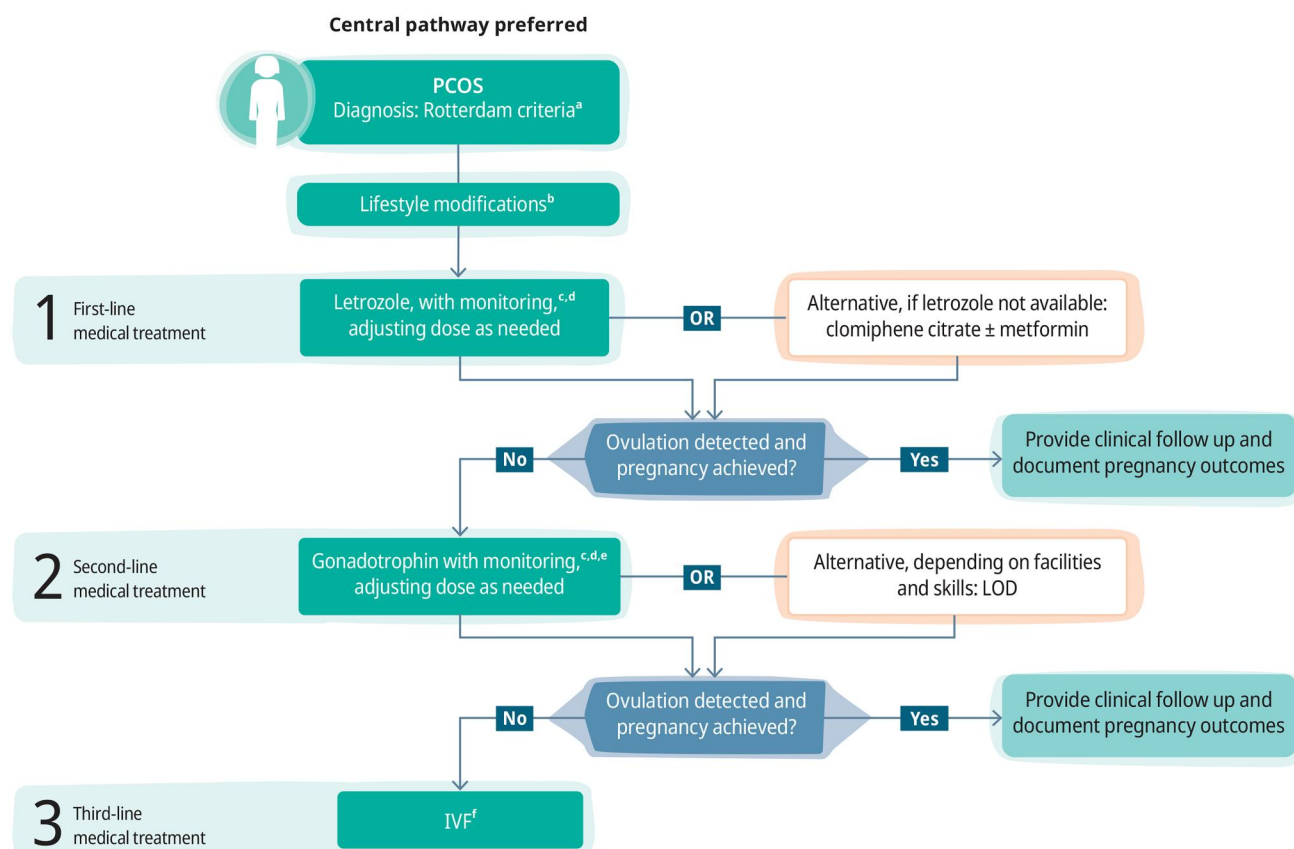 Central pathway preferred
PCOS
Diagnosis: Rotterdam criteriaᵃ
Lifestyle modificationsᵇ
1
First-line
medical treatment
Letrozole, with monitoring,ᶜ,ᵈ
adjusting dose as needed
OR
Alternative, if letrozole not available:
clomiphene citrate ± metformin
Ovulation detected and
pregnancy achieved?
No
Yes
Provide clinical follow up and
document pregnancy outcomes
2
Second-line
medical treatment
Gonadotrophin with monitoring,ᶜ,ᵈ,ᵉ
adjusting dose as needed
OR
Alternative, depending on facilities
and skills: LOD
Ovulation detected and
pregnancy achieved?
No
Yes
Provide clinical follow up and
document pregnancy outcomes
3
Third-line
medical treatment
IVFᶠ